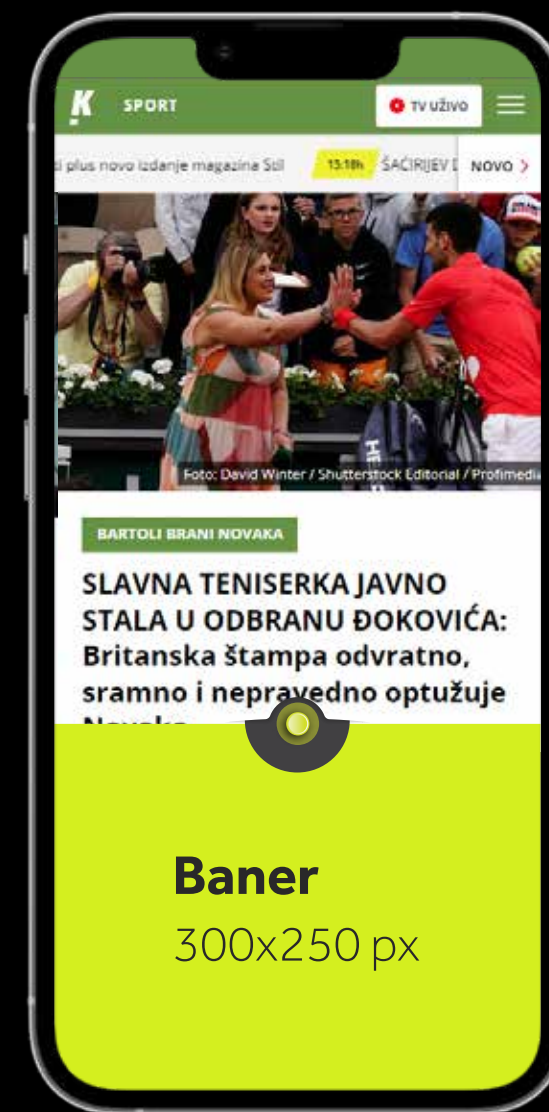 K SPORT TV UŽIVO
plus novo izdanje magazina Stil 13:18h ŠAĆIRIJEV NOVO
HE
Foto: David Winter / Shutterstock Editorial / Profimedia
BARTOLI BRANI NOVAKA
SLAVNA TENISERKA JAVNO
STALA U ODBRANU ĐOKOVIĆA:
Britanska štampa odvratno,
sramno i nepravedno optužuje
Baner
300x250 px